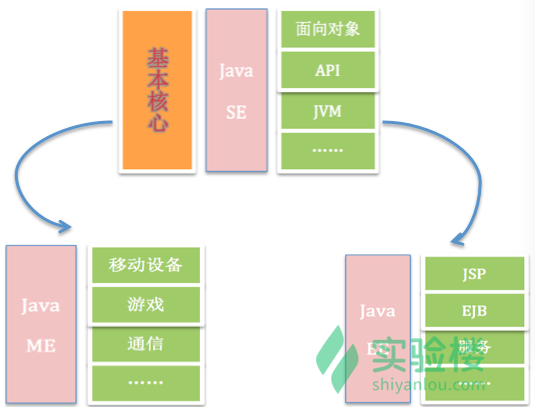 基本核心
Java
SE
面向对象
API
JVM
······
Java
ME
移动设备
游戏
通信
······
Java
EE
JSP
EJB
服务
······
实验楼
shiyanlou.com